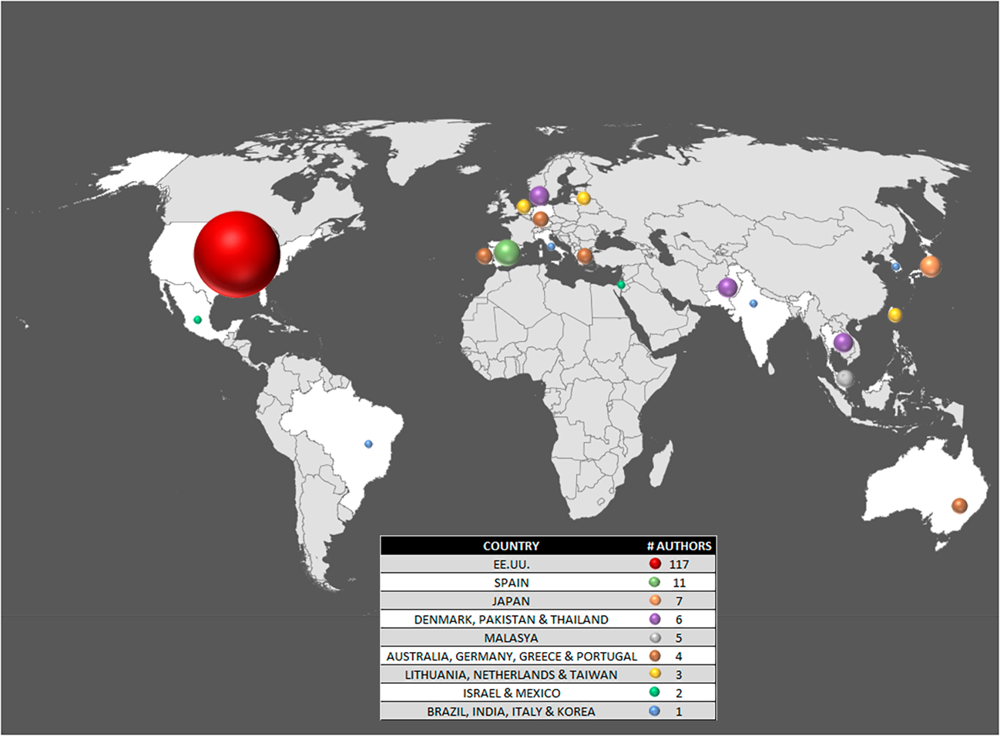 COUNTRY # AUTHORS
EE.UU. 117
SPAIN 11
JAPAN 7
DENMARK, PAKISTAN & THAILAND 6
MALASYA 5
AUSTRALIA, GERMANY, GREECE & PORTUGAL 4
LITHUANIA, NETHERLANDS & TAIWAN 3
ISRAEL & MEXICO 2
BRAZIL, INDIA, ITALY & KOREA 1